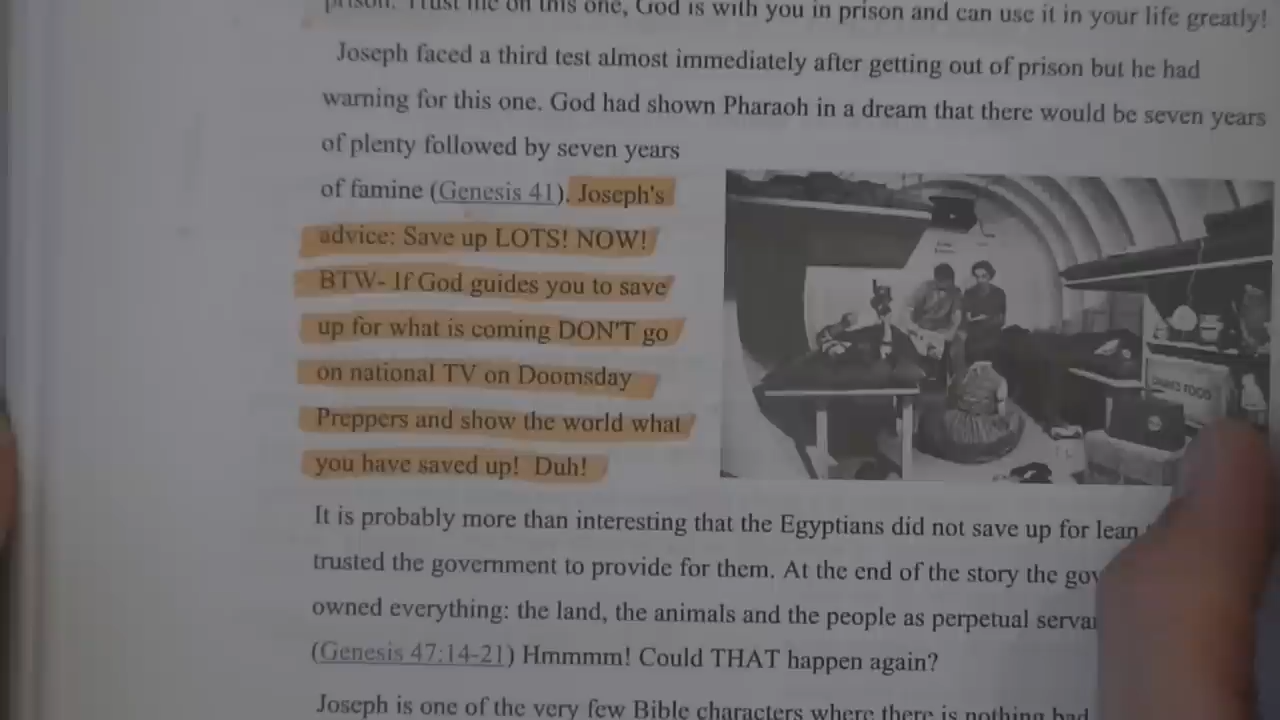 prison. Trust me on this one, God is with you in prison and can use it in your life greatly!
Joseph faced a third test almost immediately after getting out of prison but he had
warning for this one. God had shown Pharaoh in a dream that there would be seven years
of plenty followed by seven years
of famine (Genesis 41). Joseph's
advice: Save up LOTS! NOW!
BTW- If God guides you to save
up for what is coming DON'T go
on national TV on Doomsday
Preppers and show the world what
you have saved up! Duh!
FOOD
It is probably more than interesting that the Egyptians did not save up for lean
trusted the government to provide for them. At the end of the story the
owned everything: the land, the animals and the people as perpetual
(Genesis 47:14-21) Hmmmm! Could THAT happen again?
Joseph is one of the very few Bible characters where there is nothing bad